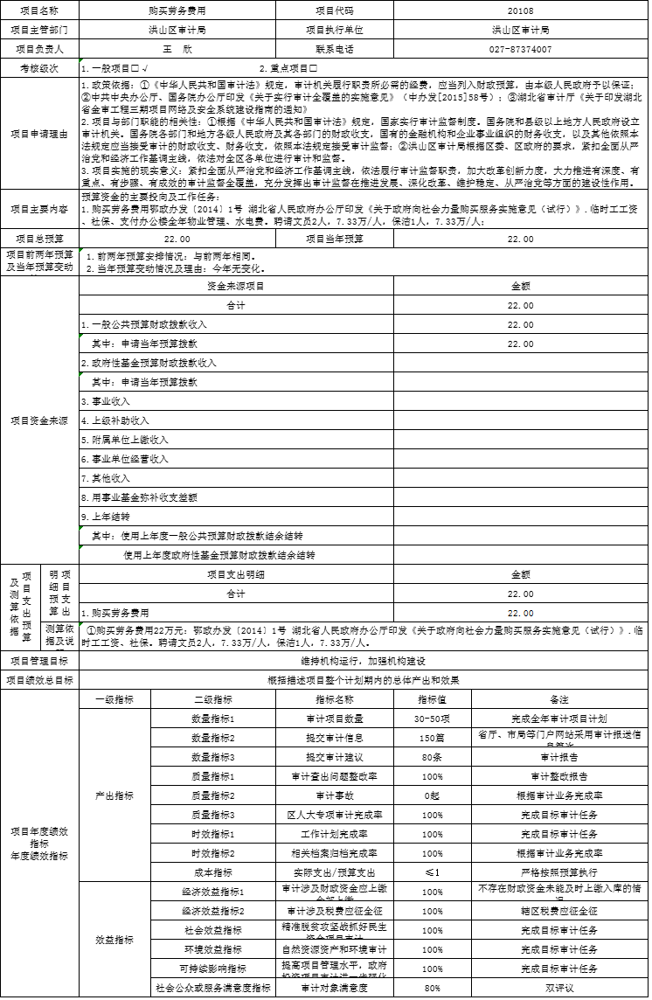 项目名称 购买劳务费用 项目代码 20108
项目主管部门 洪山区审计局 项目执行单位 洪山区审计局
项目负责人 王 欣 联系电话 027-87374007
考核级次 1.一般项目□√ 2.重点项目□
项目申请理由
1.政策依据：①《中华人民共和国审计法》规定，审计机关履行职责所必需的经费，应当列入财政预算，由本级人民政府予以保证；
②中共中央办公厅、国务院办公厅印发《关于实行审计全覆盖的实施意见》（中办发[2015]58号）；③湖北省审计厅《关于印发湖北
省金审工程三期项目网络及安全系统建设指南的通知》
2.项目与部门职能的相关性：①根据《中华人民共和国审计法》规定，国家实行审计监督制度。国务院和县级以上地方人民政府设立
审计机关。国务院各部门和地方各级人民政府及其各部门的财政收支，国有的金融机构和企业事业组织的财务收支，以及其他依照本
法规定应当接受审计的财政收支、财务收支，依照本法规定接受审计监督；②洪山区审计局根据区委、区政府的要求，紧扣全面从严
治党和经济工作基调主线，依法对全区各单位进行审计和监督。
3.项目实施的现实意义：紧扣全面从严治党和经济工作基调主线，依法履行审计监督职责，加大改革创新力度，大力推进有深度、有
重点、有步骤、有成效的审计监督全覆盖，充分发挥出审计监督在推进发展、深化改革、维护稳定、从严治党等方面的建设性作用。
项目主要内容
预算资金的主要投向及工作任务：
1.购买劳务费用鄂政办发〔2014〕1号 湖北省人民政府办公厅印发《关于政府向社会力量购买服务实施意见（试行）》.临时工工资
、社保、支付办公楼全年物业管理、水电费。聘请文员2人，7.33万/人，保洁1人，7.33万/人；
项目总预算 22.00 项目当年预算 22.00
项目前两年预算
及当年预算变动
1.前两年预算安排情况：与前两年相同。
2.当年预算变动情况及理由：今年无变化。
项目资金来源
资金来源项目 金额
合计 22.00
1.一般公共预算财政拨款收入 22.00
其中：申请当年预算拨款 22.00
2.政府性基金预算财政拨款收入
其中：申请当年预算拨款
3.事业收入
4.上级补助收入
5.附属单位上缴收入
6.事业单位经营收入
7.其他收入
8.用事业基金弥补收支差额
9.上年结转
其中：使用上年度一般公共预算财政拨款结余结转
使用上年度政府性基金预算财政拨款结余结转
项目支出预算
及测算依据
项目支出
明细预算
项目支出明细 金额
合计 22.00
1.购买劳务费用 22.00
测算依
据及说
①购买劳务费用22万元：鄂政办发〔2014〕1号 湖北省人民政府办公厅印发《关于政府向社会力量购买服务实施意见（试行）》.临
时工工资、社保。聘请文员2人，7.33万/人，保洁1人，7.33万/人。
项目管理目标 维持机构运行，加强机构建设
项目绩效总目标 概括描述项目整个计划期内的总体产出和效果
项目年度绩效
指标
年度绩效指标
一级指标 二级指标 指标名称 指标值 备注
产出指标
数量指标1 审计项目数量 30-50项 完成全年审计项目计划
数量指标2 提交审计信息 150篇 省厅、市局等门户网站采用审计报送信
数量指标3 提交审计建议 80条 审计报告
质量指标1 审计查出问题整改率 100% 审计整改报告
质量指标2 审计事故 0起 根据审计业务完成率
质量指标3 区人大专项审计完成率 100% 完成目标审计任务
时效指标1 工作计划完成率 100% 完成目标审计任务
时效指标2 相关档案归档完成率 100% 根据审计业务完成率
成本指标 实际支出/预算支出 ≤1 严格按照预算执行
效益指标
经济效益指标1 审计涉及财政资金应上缴 100% 不存在财政资金未能及时上缴入库的情
经济效益指标2 审计涉及税费应征全征 100% 辖区税费应征全征
社会效益指标 精准脱贫攻坚战抓好民生 100% 完成目标审计任务
环境效益指标 自然资源资产和环境审计 100% 完成目标审计任务
可持续影响指标 提高项目管理水平，政府 100% 完成目标审计任务
社会公众或服务满意度指标 审计对象满意度 80% 双评议